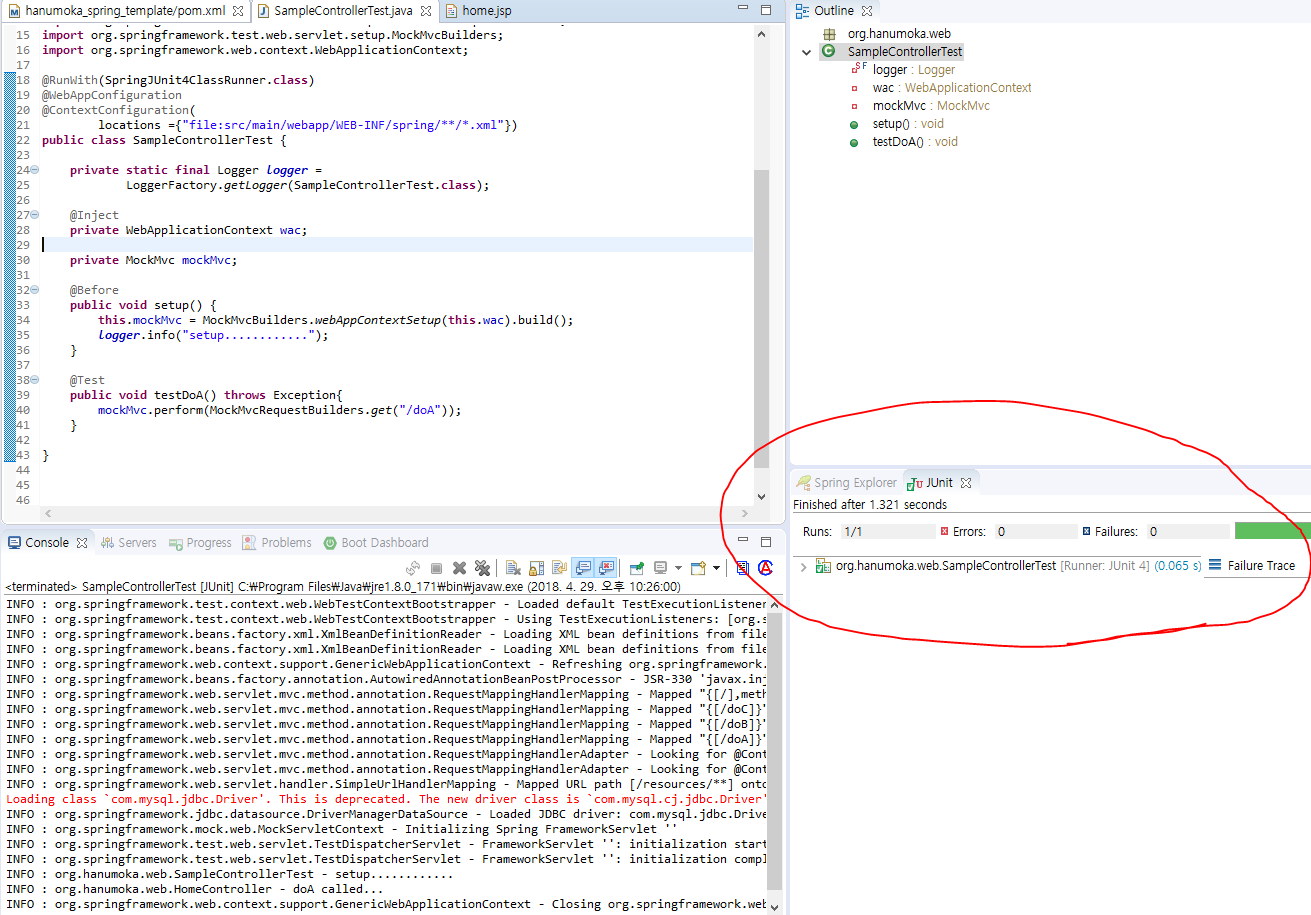 hanumoka_spring_template/pom.xml
SampleControllerTest.java
home.jsp
15 import org.springframework.test.web.servlet.setup.MockMvcBuilders;
16 import org.springframework.web.context.WebApplicationContext;
17
18 @RunWith(SpringJUnit4ClassRunner.class)
19 @WebAppConfiguration
20 @ContextConfiguration(
21 locations ={"file:src/main/webapp/WEB-INF/spring/**/*.xml"})
22 public class SampleControllerTest {
23
24 private static final Logger logger =
25 LoggerFactory.getLogger(SampleControllerTest.class);
26
27 @Inject
28 private WebApplicationContext wac;
29
30 private MockMvc mockMvc;
31
32 @Before
33 public void setup() {
34 this.mockMvc = MockMvcBuilders.webAppContextSetup(this.wac).build();
35 logger.info("setup............");
36 }
37
38 @Test
39 public void testDoA() throws Exception{
40 mockMvc.perform(MockMvcRequestBuilders.get("/doA"));
41 }
42
43 }
44
45
46
Outline
org.hanumoka.web
SampleControllerTest
logger : Logger
wac : WebApplicationContext
mockMvc : MockMvc
setup() : void
testDoA() : void
Spring Explorer JUnit
Finished after 1.321 seconds
Runs: 1/1 Errors: 0 Failures: 0
org.hanumoka.web.SampleControllerTest [Runner: JUnit 4] (0.065 s) Failure Trace
Console Servers Progress Problems Boot Dashboard
<terminated> SampleControllerTest [JUnit] C:₩Program Files₩Java₩jre1.8.0_171₩bin₩javaw.exe (2018. 4. 29. 오후 10:26:00)
INFO : org.springframework.test.context.web.WebTestContextBootstrapper - Loaded default TestExecutionListener
INFO : org.springframework.test.context.web.WebTestContextBootstrapper - Using TestExecutionListeners: [org.s
INFO : org.springframework.beans.factory.xml.XmlBeanDefinitionReader - Loading XML bean definitions from file
INFO : org.springframework.beans.factory.xml.XmlBeanDefinitionReader - Loading XML bean definitions from file
INFO : org.springframework.web.context.support.GenericWebApplicationContext - Refreshing org.springframework.
INFO : org.springframework.beans.factory.annotation.AutowiredAnnotationBeanPostProcessor - JSR-330 'javax.inj
INFO : org.springframework.web.servlet.mvc.method.annotation.RequestMappingHandlerMapping - Mapped "{[/],meth
INFO : org.springframework.web.servlet.mvc.method.annotation.RequestMappingHandlerMapping - Mapped "{[/doC]}"
INFO : org.springframework.web.servlet.mvc.method.annotation.RequestMappingHandlerMapping - Mapped "{[/doB]}"
INFO : org.springframework.web.servlet.mvc.method.annotation.RequestMappingHandlerMapping - Mapped "{[/doA]}"
INFO : org.springframework.web.servlet.mvc.method.annotation.RequestMappingHandlerAdapter - Looking for @Cont
INFO : org.springframework.web.servlet.mvc.method.annotation.RequestMappingHandlerAdapter - Looking for @Cont
INFO : org.springframework.web.servlet.handler.SimpleUrlHandlerMapping - Mapped URL path [/resources/**] onto
Loading class `com.mysql.jdbc.Driver'. This is deprecated. The new driver class is `com.mysql.cj.jdbc.Driver'
INFO : org.springframework.jdbc.datasource.DriverManagerDataSource - Loaded JDBC driver: com.mysql.jdbc.Drive
INFO : org.springframework.mock.web.MockServletContext - Initializing Spring FrameworkServlet ''
INFO : org.springframework.test.web.servlet.TestDispatcherServlet - FrameworkServlet '': initialization start
INFO : org.springframework.test.web.servlet.TestDispatcherServlet - FrameworkServlet '': initialization compl
INFO : org.hanumoka.web.SampleControllerTest - setup............
INFO : org.hanumoka.web.HomeController - doA called...
INFO : org.springframework.web.context.support.GenericWebApplicationContext - Closing org.springframework.web